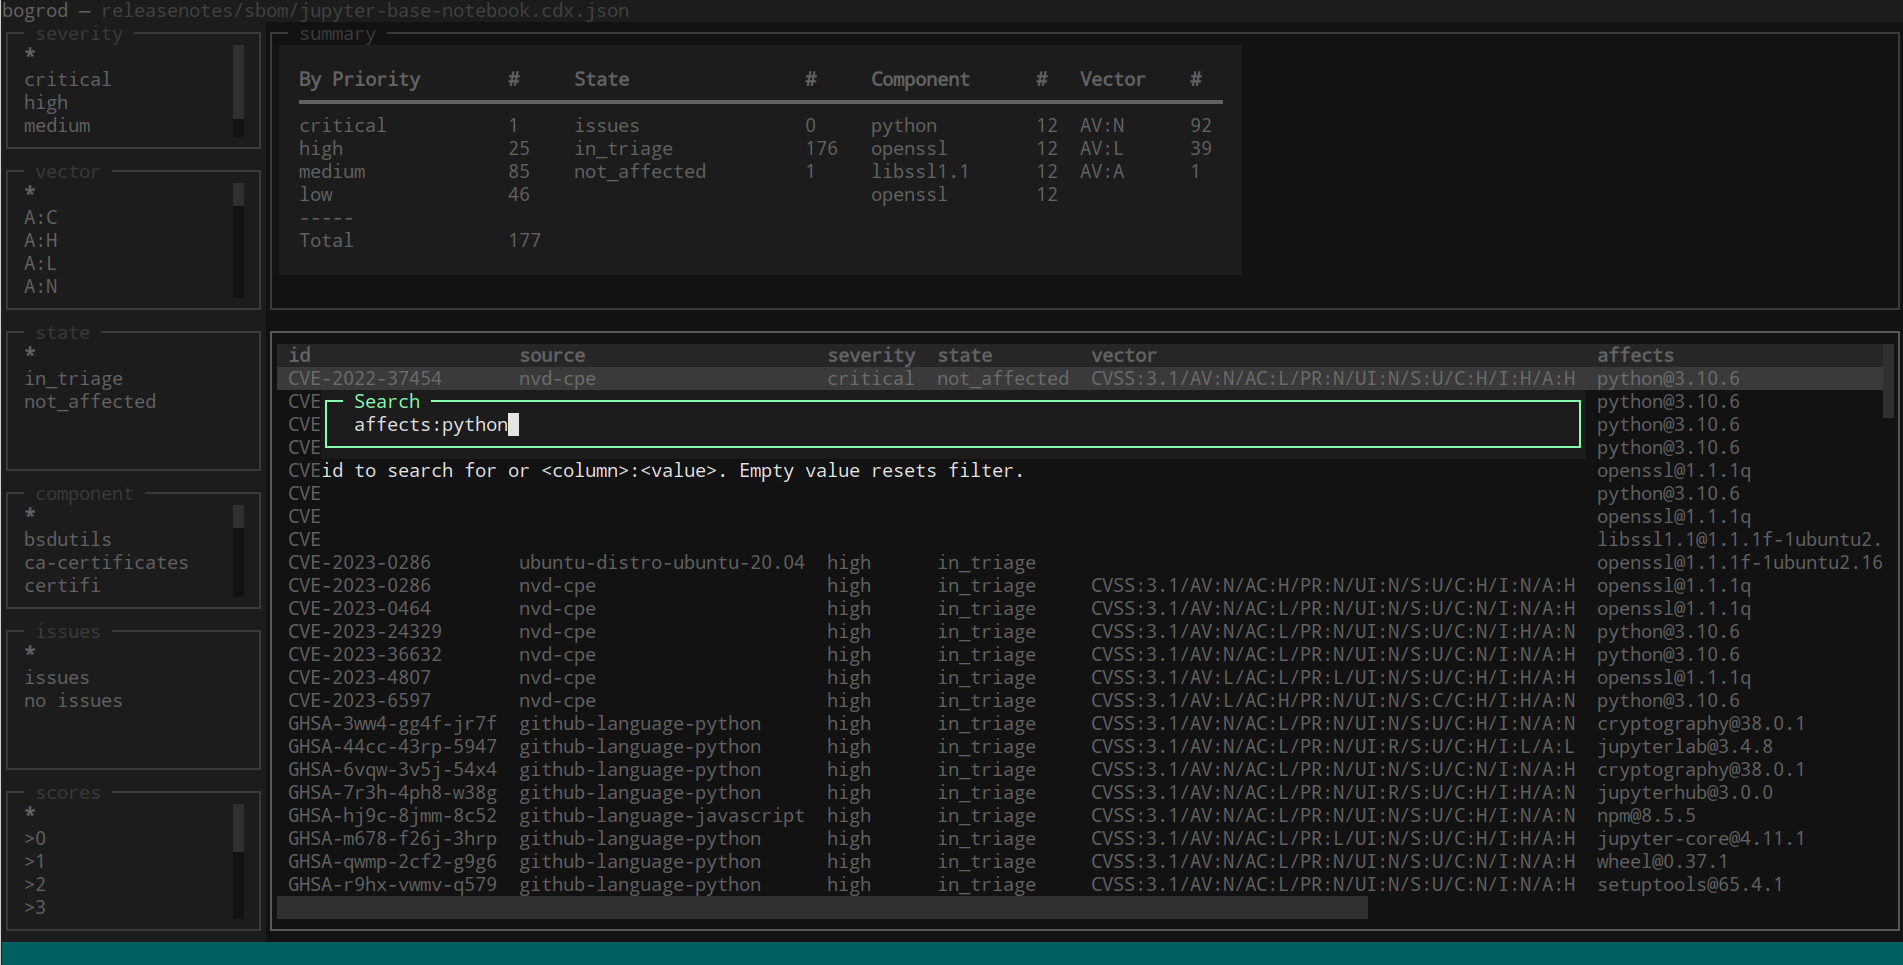 bogrod — releasenotes/sbom/jupyter-base-notebook.cdx.json
severity
*
critical
high
medium
vector
*
A:C
A:H
A:L
A:N
state
*
in_triage
not_affected
component
*
bsdutils
ca-certificates
certifi
issues
*
issues
no issues
scores
*
>0
>1
>2
>3
summary
By Priority # State # Component # Vector #
critical 1 issues 0 python 12 AV:N 92
high 25 in_triage 176 openssl 12 AV:L 39
medium 85 not_affected 1 libssl1.1 12 AV:A 1
low 46 openssl 12
-----
Total 177
id source severity state vector affects
CVE-2022-37454 nvd-cpe critical not_affected CVSS:3.1/AV:N/AC:L/PR:N/UI:N/S:U/C:H/I:H/A:H python@3.10.6
CVE Search python@3.10.6
CVE affects:python python@3.10.6
CVE python@3.10.6
CVE id to search for or <column>:<value>. Empty value resets filter. openssl@1.1.1q
CVE python@3.10.6
CVE openssl@1.1.1q
CVE libssl1.1@1.1.1f-1ubuntu2.
CVE-2023-0286 ubuntu-distro-ubuntu-20.04 high in_triage openssl@1.1.1f-1ubuntu2.16
CVE-2023-0286 nvd-cpe high in_triage CVSS:3.1/AV:N/AC:H/PR:N/UI:N/S:U/C:H/I:N/A:H openssl@1.1.1q
CVE-2023-0464 nvd-cpe high in_triage CVSS:3.1/AV:N/AC:L/PR:N/UI:N/S:U/C:N/I:N/A:H openssl@1.1.1q
CVE-2023-24329 nvd-cpe high in_triage CVSS:3.1/AV:N/AC:L/PR:N/UI:N/S:U/C:N/I:H/A:N python@3.10.6
CVE-2023-36632 nvd-cpe high in_triage CVSS:3.1/AV:N/AC:L/PR:N/UI:N/S:U/C:N/I:N/A:H python@3.10.6
CVE-2023-4807 nvd-cpe high in_triage CVSS:3.1/AV:L/AC:L/PR:L/UI:N/S:U/C:H/I:H/A:H openssl@1.1.1q
CVE-2023-6597 nvd-cpe high in_triage CVSS:3.1/AV:L/AC:H/PR:N/UI:N/S:C/C:H/I:H/A:N python@3.10.6
GHSA-3ww4-gg4f-jr7f github-language-python high in_triage CVSS:3.1/AV:N/AC:L/PR:N/UI:N/S:U/C:H/I:N/A:N cryptography@38.0.1
GHSA-44cc-43rp-5947 github-language-python high in_triage CVSS:3.1/AV:N/AC:L/PR:N/UI:R/S:U/C:H/I:L/A:L jupyterlab@3.4.8
GHSA-6vqw-3v5j-54x4 github-language-python high in_triage CVSS:3.1/AV:N/AC:L/PR:N/UI:N/S:U/C:N/I:N/A:H cryptography@38.0.1
GHSA-7r3h-4ph8-w38g github-language-python high in_triage CVSS:3.1/AV:N/AC:L/PR:N/UI:R/S:U/C:H/I:H/A:N jupyterhub@3.0.0
GHSA-hj9c-8jmm-8c52 github-language-javascript high in_triage CVSS:3.1/AV:N/AC:L/PR:N/UI:N/S:U/C:H/I:N/A:N npm@8.5.5
GHSA-m678-f26j-3hrp github-language-python high in_triage CVSS:3.1/AV:N/AC:L/PR:L/UI:N/S:U/C:H/I:H/A:H jupyter-core@4.11.1
GHSA-qwmp-2cf2-g9g6 github-language-python high in_triage CVSS:3.1/AV:N/AC:L/PR:N/UI:N/S:U/C:N/I:N/A:H wheel@0.37.1
GHSA-r9hx-vwmv-q579 github-language-python high in_triage CVSS:3.1/AV:N/AC:L/PR:N/UI:N/S:U/C:N/I:N/A:H setuptools@65.4.1